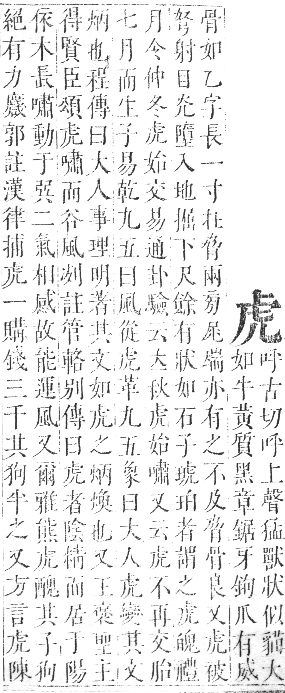 虎
呼古切呼上聲猛獸狀似貓大
如牛黃質黑章鋸牙鉤爪有威
骨如乙字長一寸在脅兩旁尾端亦有之不及脅骨良又虎被
弩射目光墮入地掘下尺餘有狀如石子琥珀者謂之虎魄禮
月令仲冬虎始交易通卦驗云立秋虎始嘯又云虎不再交胎
七月而生子易乾九五曰風從虎革九五象曰大人虎變其文
炳也程傳曰大人事理明著其文如虎之炳煥也又王褒聖主
得賢臣頌虎嘯而谷風冽註管輅別傳曰虎者陰精而居于陽
依木長嘯動于巽二氣相感故能運風又爾雅熊虎醜其子狗
絕有力麙郭註漢律捕虎一購錢三千其狗半之又方言虎陳